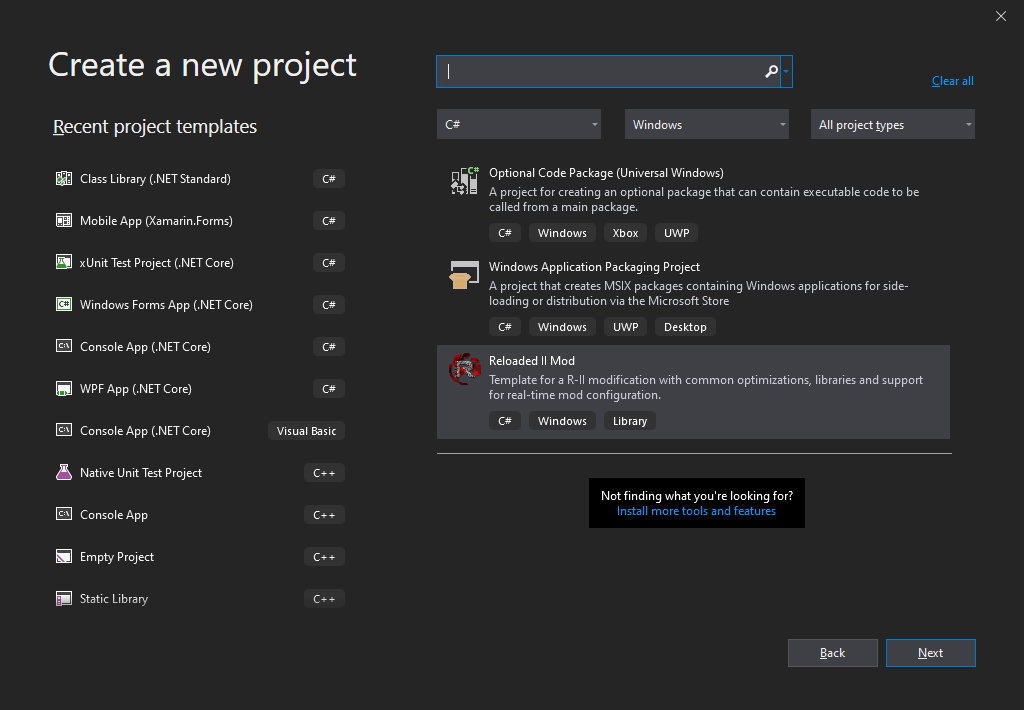 Create a new project
Clear all
Recent project templates
C#
Windows
All project types
Class Library (.NET Standard)
C#
Mobile App (Xamarin.Forms)
C#
xUnit Test Project (.NET Core)
C#
Windows Forms App (.NET Core)
C#
Console App (.NET Core)
C#
WPF App (.NET Core)
C#
Console App (.NET Core)
Visual Basic
Native Unit Test Project
C++
Console App
C++
Empty Project
C++
Static Library
C++
Optional Code Package (Universal Windows)
A project for creating an optional package that can contain executable code to be
called from a main package.
C# Windows Xbox UWP
Windows Application Packaging Project
A project that creates MSIX packages containing Windows applications for side-
loading or distribution via the Microsoft Store
C# Windows UWP Desktop
Reloaded II Mod
Template for a R-II modification with common optimizations, libraries and support
for real-time mod configuration.
C# Windows Library
Not finding what you're looking for?
Install more tools and features
Back
Next